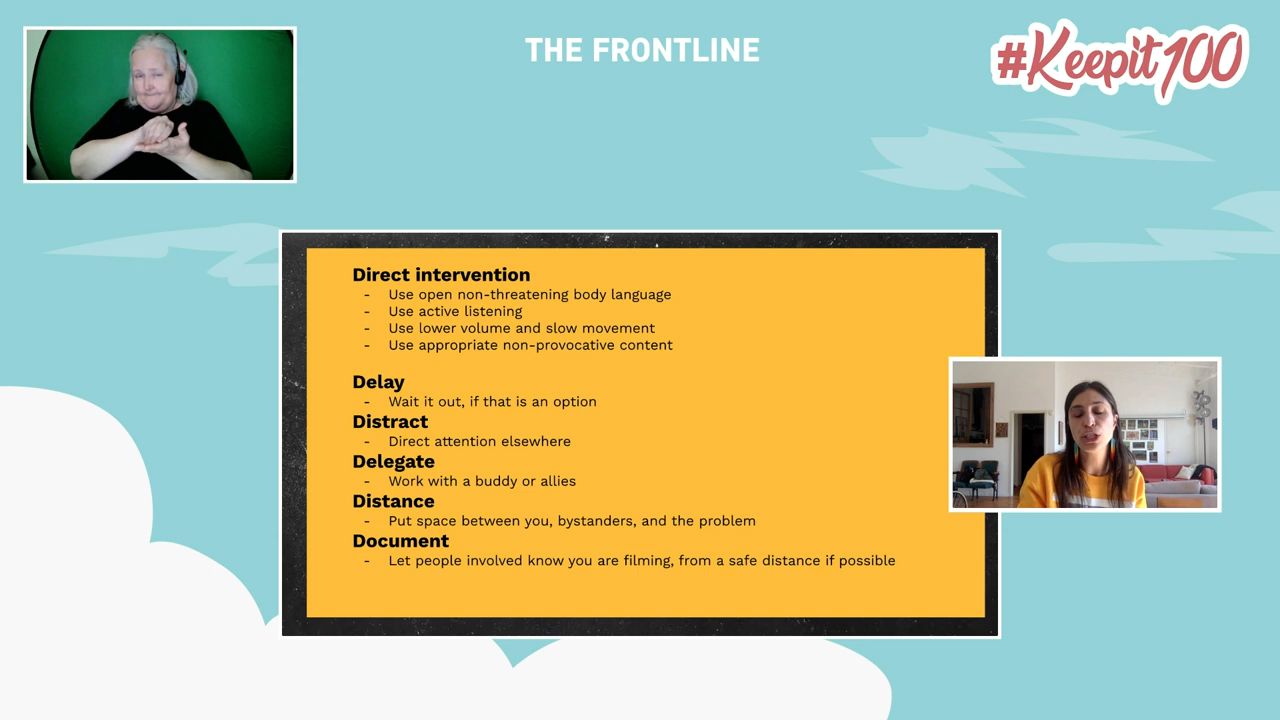 THE FRONTLINE
#Keepit100
Direct intervention
- Use open non-threatening body language
- Use active listening
- Use lower volume and slow movement
- Use appropriate non-provocative content
Delay
- Wait it out, if that is an option
Distract
- Direct attention elsewhere
Delegate
- Work with a buddy or allies
Distance
- Put space between you, bystanders, and the problem
Document
- Let people involved know you are filming, from a safe distance if possible